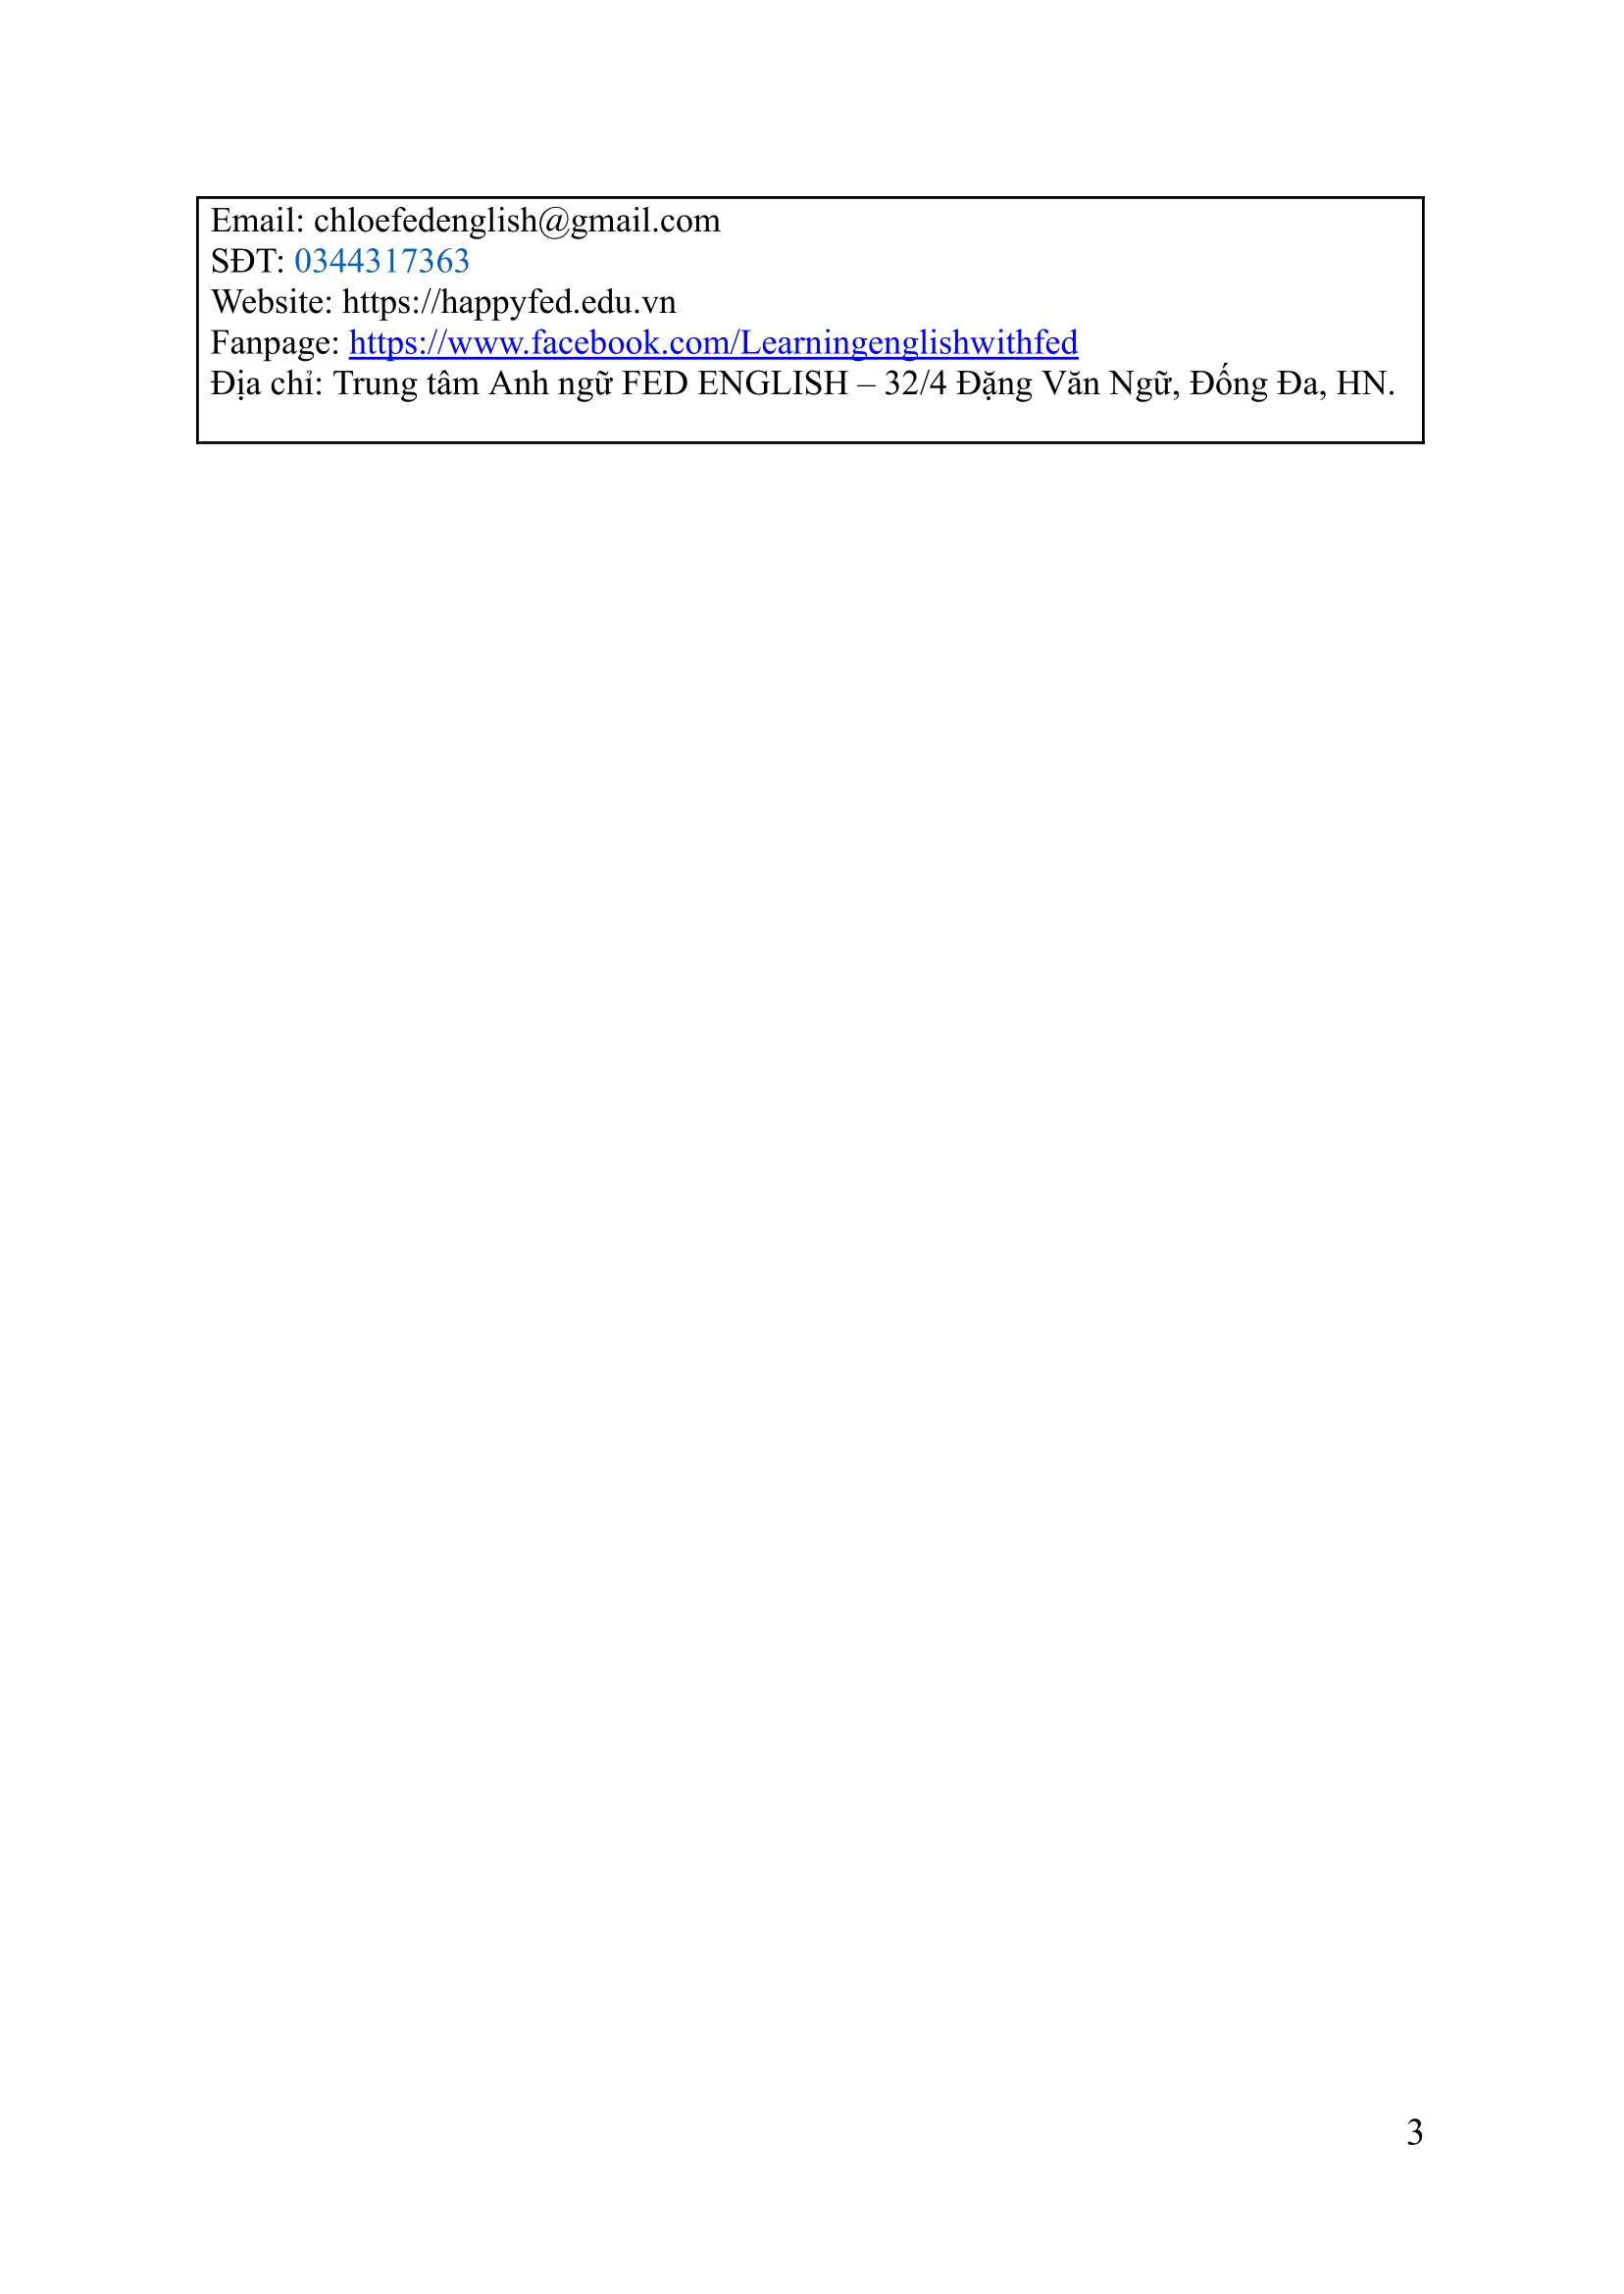 Email: chloefedenglish@gmail.com
SĐT: 0344317363
Website: https://happyfed.edu.vn
Fanpage: https://www.facebook.com/Learningenglishwithfed
Địa chỉ: Trung tâm Anh ngữ FED ENGLISH – 32/4 Đặng Văn Ngữ, Đống Đa, HN.
3